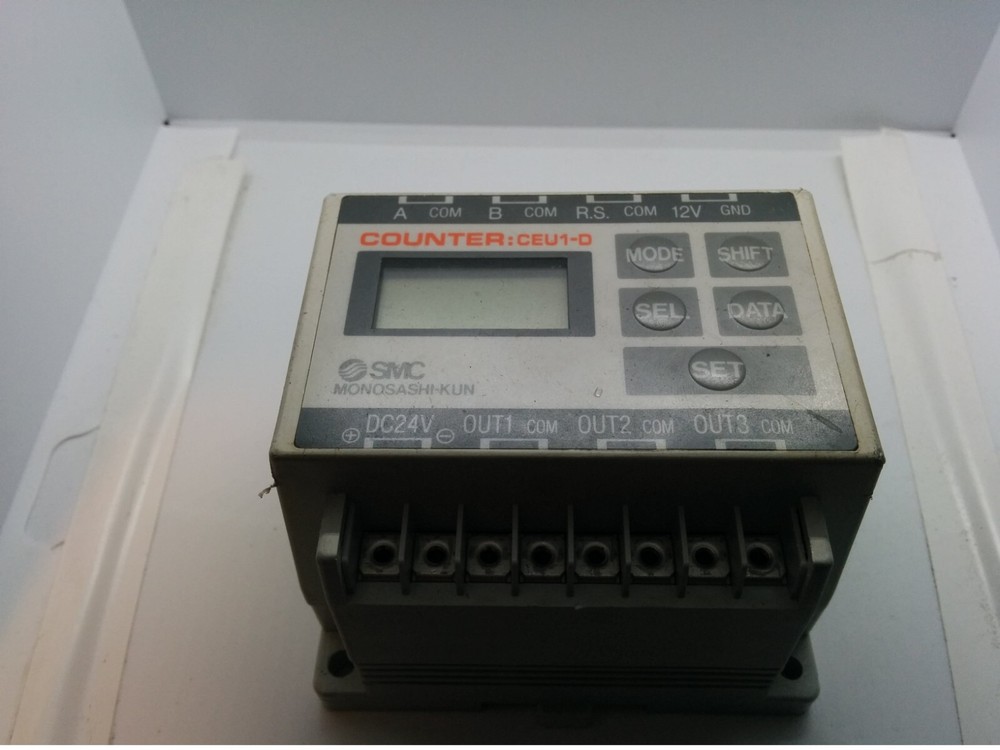 A COM B COM R.S. COM 12V GND
COUNTER:CEU1-D
MODE SHIFT
SEL. DATA
SET
SMC
MONOSASHI-KUN
DC24V OUT1 COM OUT2 COM OUT3 COM
+ -